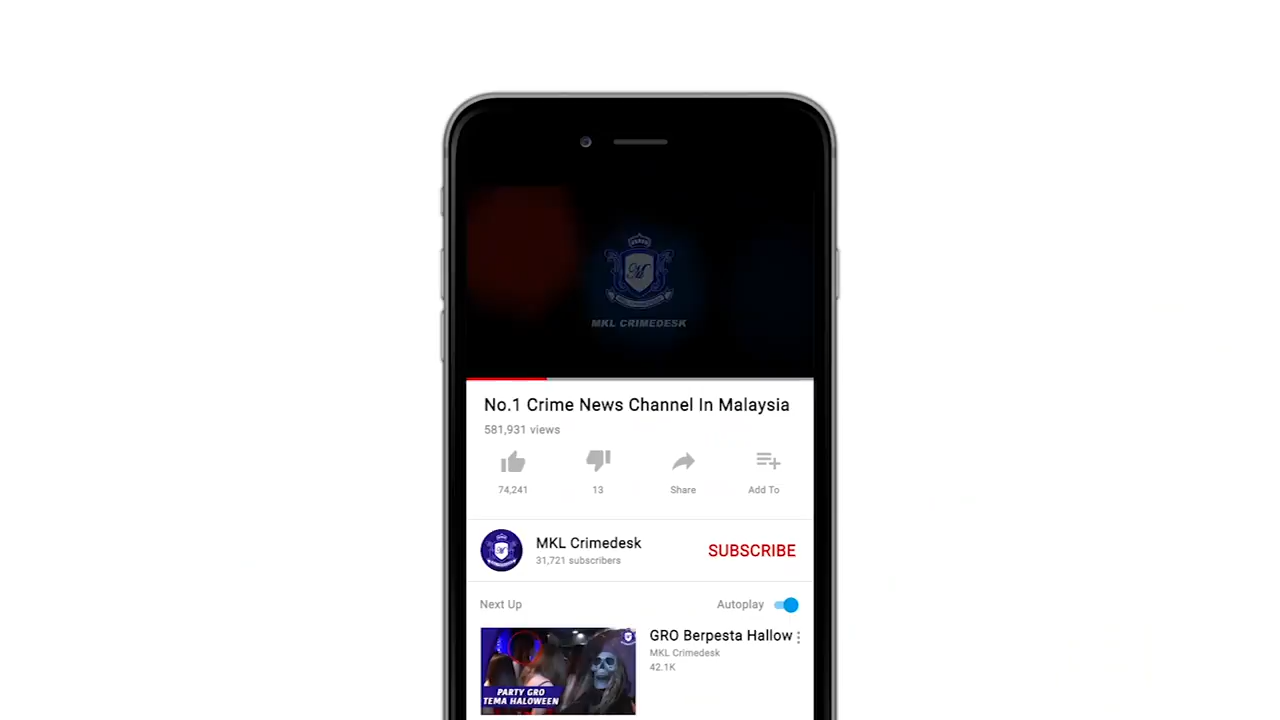 M
MKL CRIMEDESK
No.1 Crime News Channel In Malaysia
581,931 views
74,241
13
Share
Add To
MKL Crimedesk
31,721 subscribers
SUBSCRIBE
Next Up
Autoplay
GRO Berpesta Hallow
MKL Crimedesk
42.1K
PARTY GRO
TEMA HALOWEEN